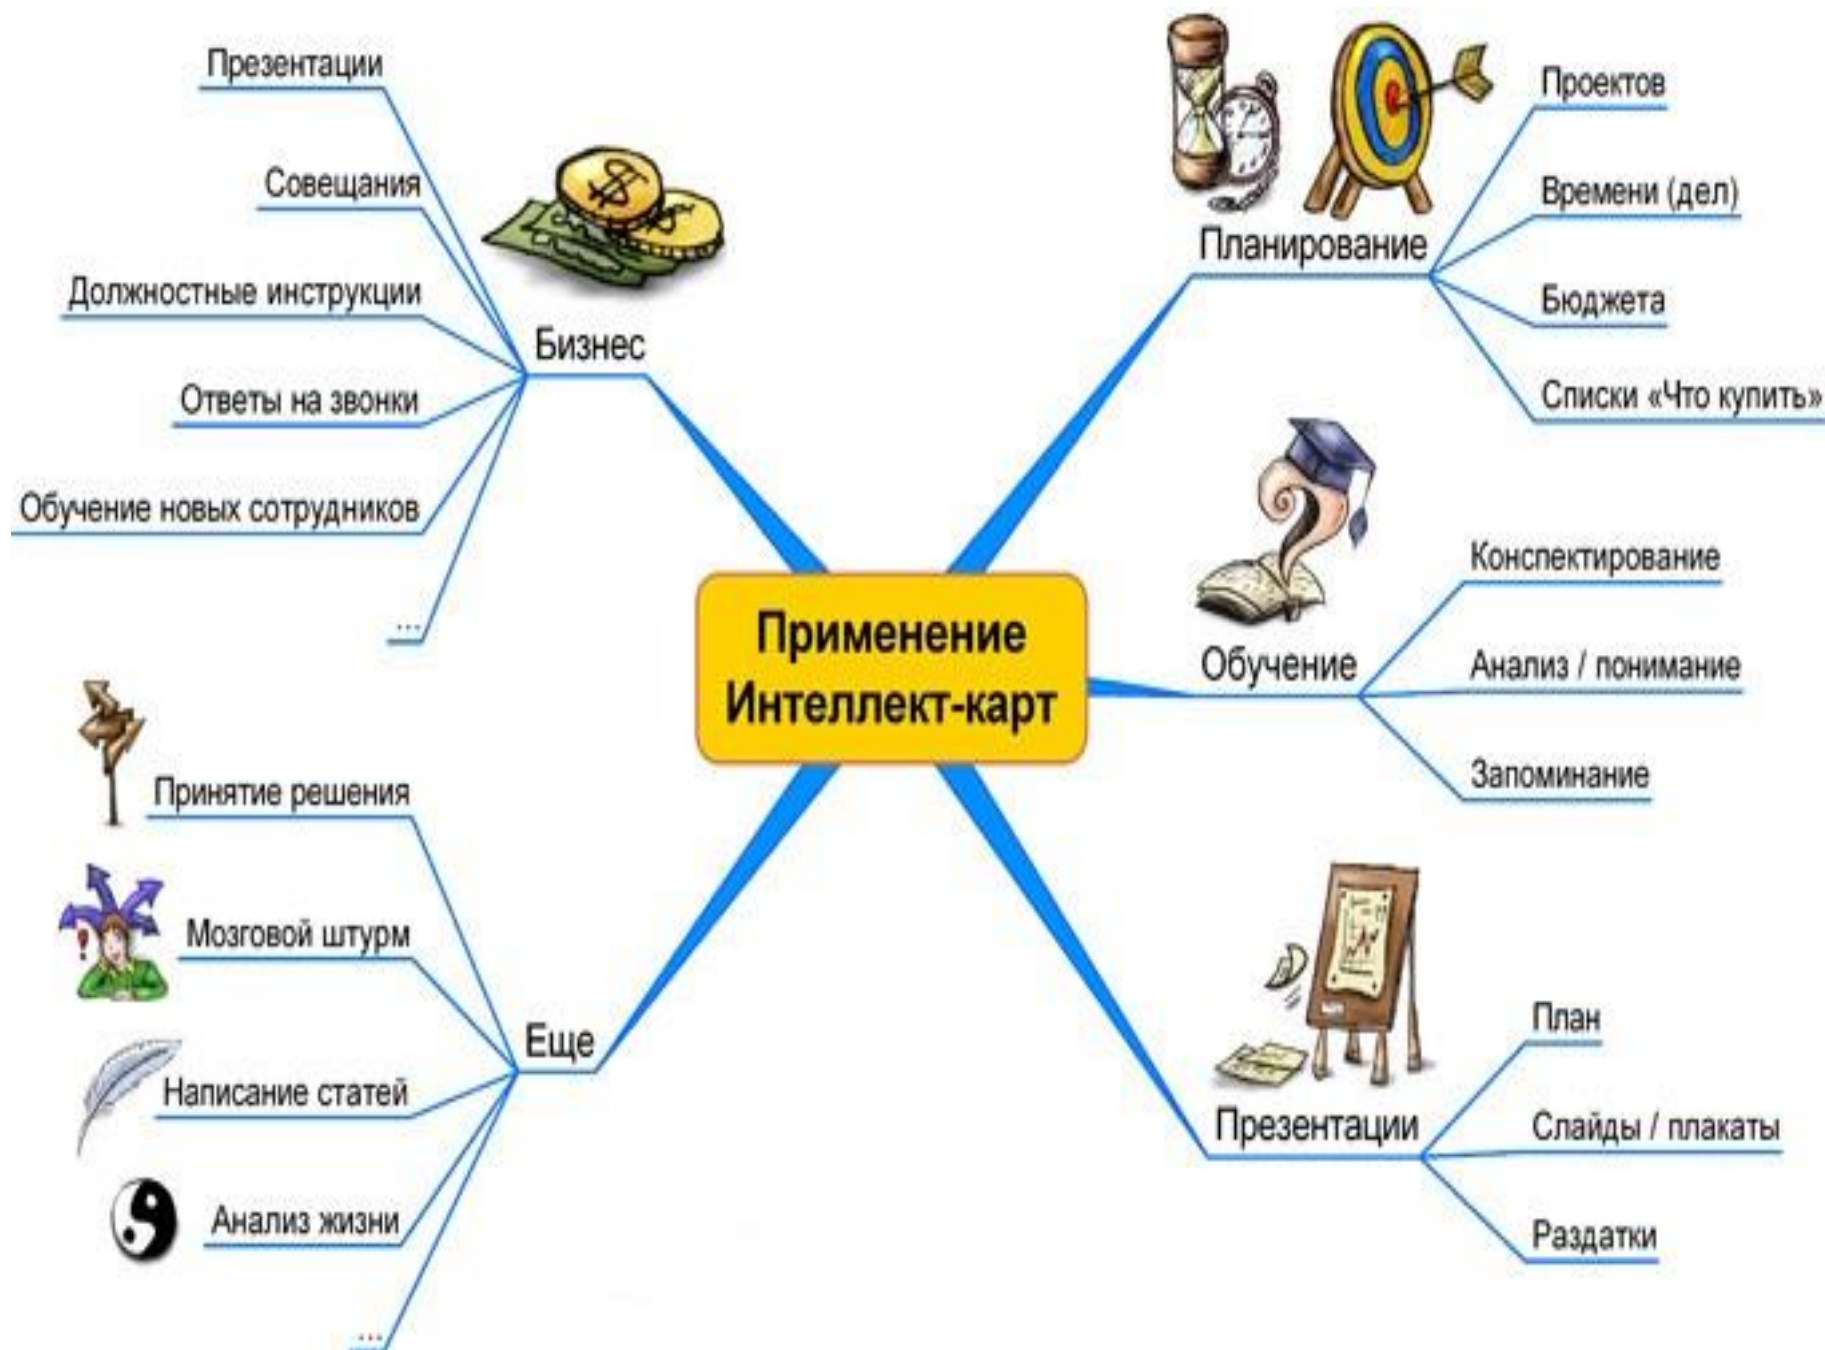 Применение
Интеллект-карт
Планирование
Проектов
Времени (дел)
Бюджета
Списки «Что купить»
Обучение
Конспектирование
Анализ / понимание
Запоминание
Презентации
План
Слайды / плакаты
Раздатки
Бизнес
Презентации
Совещания
Должностные инструкции
Ответы на звонки
Обучение новых сотрудников
...
Еще
Принятие решения
Мозговой штурм
Написание статей
Анализ жизни
...